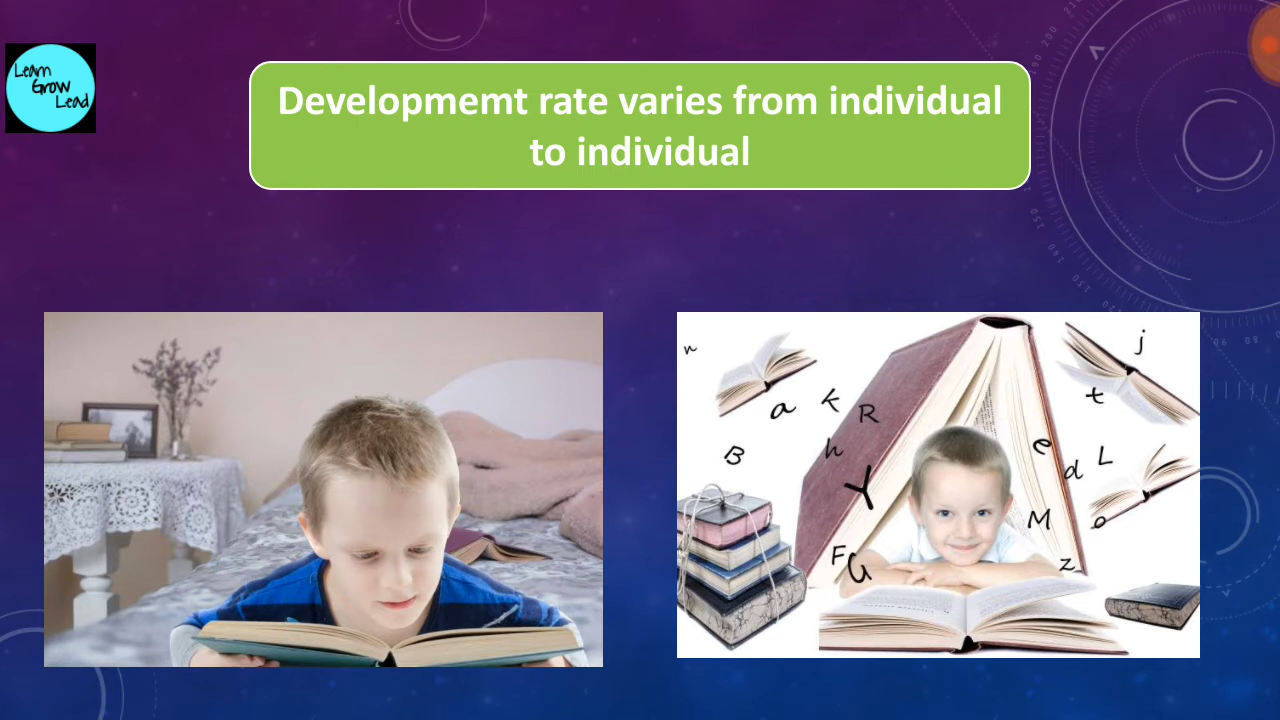 Learn
Grow
Lead
Developmemt rate varies from individual
to individual
n
j
a
k
R
t
B
h
e
d
L
Y
M
o
F
G
z